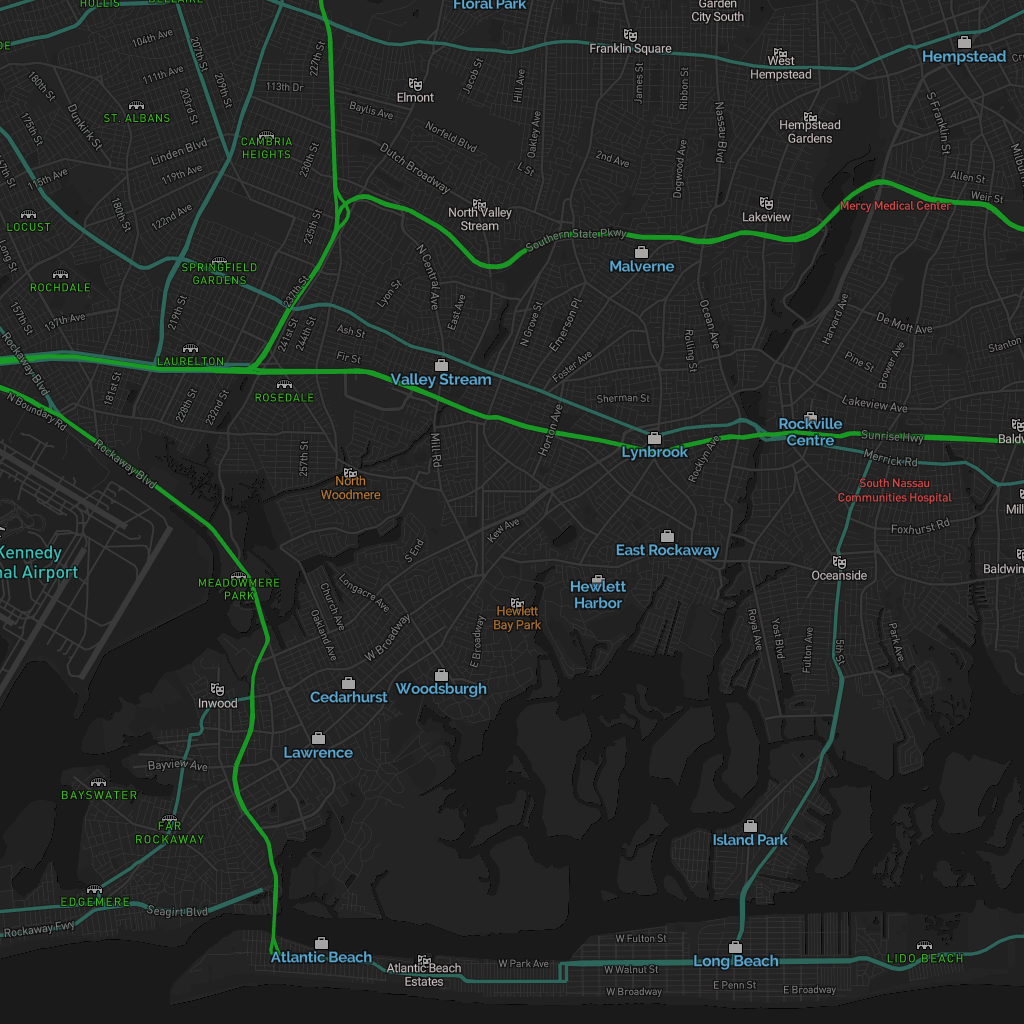 HOLLIS
Floral Park
Garden
City South
104th Ave
207th St
227th St
Franklin Square
Hempstead
West
Hempstead
111th Ave
209th St
113th Dr
Jacob St
Hill Ave
James St
Ribbon St
180th St
Elmont
203rd St
Baylis Ave
Nassau Blvd
S Franklin St
175th St
Dunkirk St
ST. ALBANS
Norfeld Blvd
Oakley Ave
Hempstead
Gardens
CAMBRIA
HEIGHTS
Linden Blvd
230th St
Dutch Broadway
L St
2nd Ave
Dogwood Ave
115th Ave
119th Ave
Allen St
Weir St
180th St
122nd Ave
235th St
North Valley
Stream
Lakeview
Mercy Medical Center
LOCUST
Southern State Pkwy
Long St
Malverne
SPRINGFIELD
GARDENS
ROCHDALE
237th St
N Central Ave
Lyon St
East Ave
157th St
137th Ave
219th St
241st St
244th St
Ash St
N Grove St
Emerson Pl
Ocean Ave
Harvard Ave
De Mott Ave
Rockaway Blvd
LAURELTON
Fir St
Foster Ave
Rolling St
Pine St
Brower Ave
Stanton
Valley Stream
181st St
ROSEDALE
Sherman St
Lakeview Ave
N Boundary Rd
228th St
232nd St
Horton Ave
Rockville
Centre
Sunrise Hwy
Rockaway Blvd
257th St
Mill Rd
Lynbrook
Rocklyn Ave
Merrick Rd
North
Woodmere
South Nassau
Communities Hospital
Foxhurst Rd
Kew Ave
S End
East Rockaway
Kennedy
Oceanside
MEADOWMERE
PARK
Longacre Ave
Church Ave
Oakland Ave
W Broadway
Hewlett
Harbor
Hewlett
Bay Park
E Broadway
Royal Ave
Yost Blvd
Fulton Ave
5th St
Park Ave
Inwood
Cedarhurst
Woodsburgh
Lawrence
Bayview Ave
BAYSWATER
FAR
ROCKAWAY
Island Park
EDGEMERE
Seagirt Blvd
Rockaway Fwy
Atlantic Beach
Atlantic Beach
Estates
W Fulton St
W Park Ave
W Walnut St
W Broadway
Long Beach
E Penn St
E Broadway
LIDO BEACH